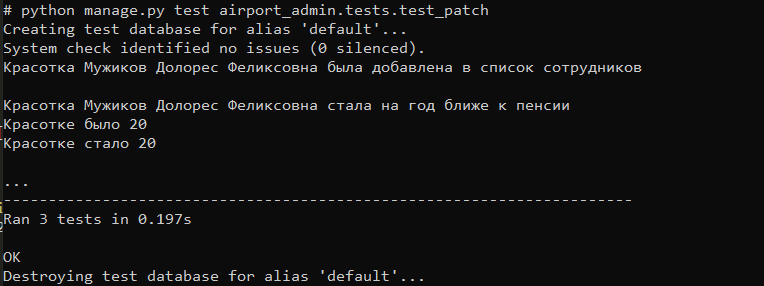 # python manage.py test airport_admin.tests.test_patch
Creating test database for alias 'default'...
System check identified no issues (0 silenced).
Красотка Мужиков Долорес Феликсовна была добавлена в список сотрудников
Красотка Мужиков Долорес Феликсовна стала на год ближе к пенсии
Красотке было 20
Красотке стало 20
...
----------------------------------------------------------------------
Ran 3 tests in 0.197s
OK
Destroying test database for alias 'default'...